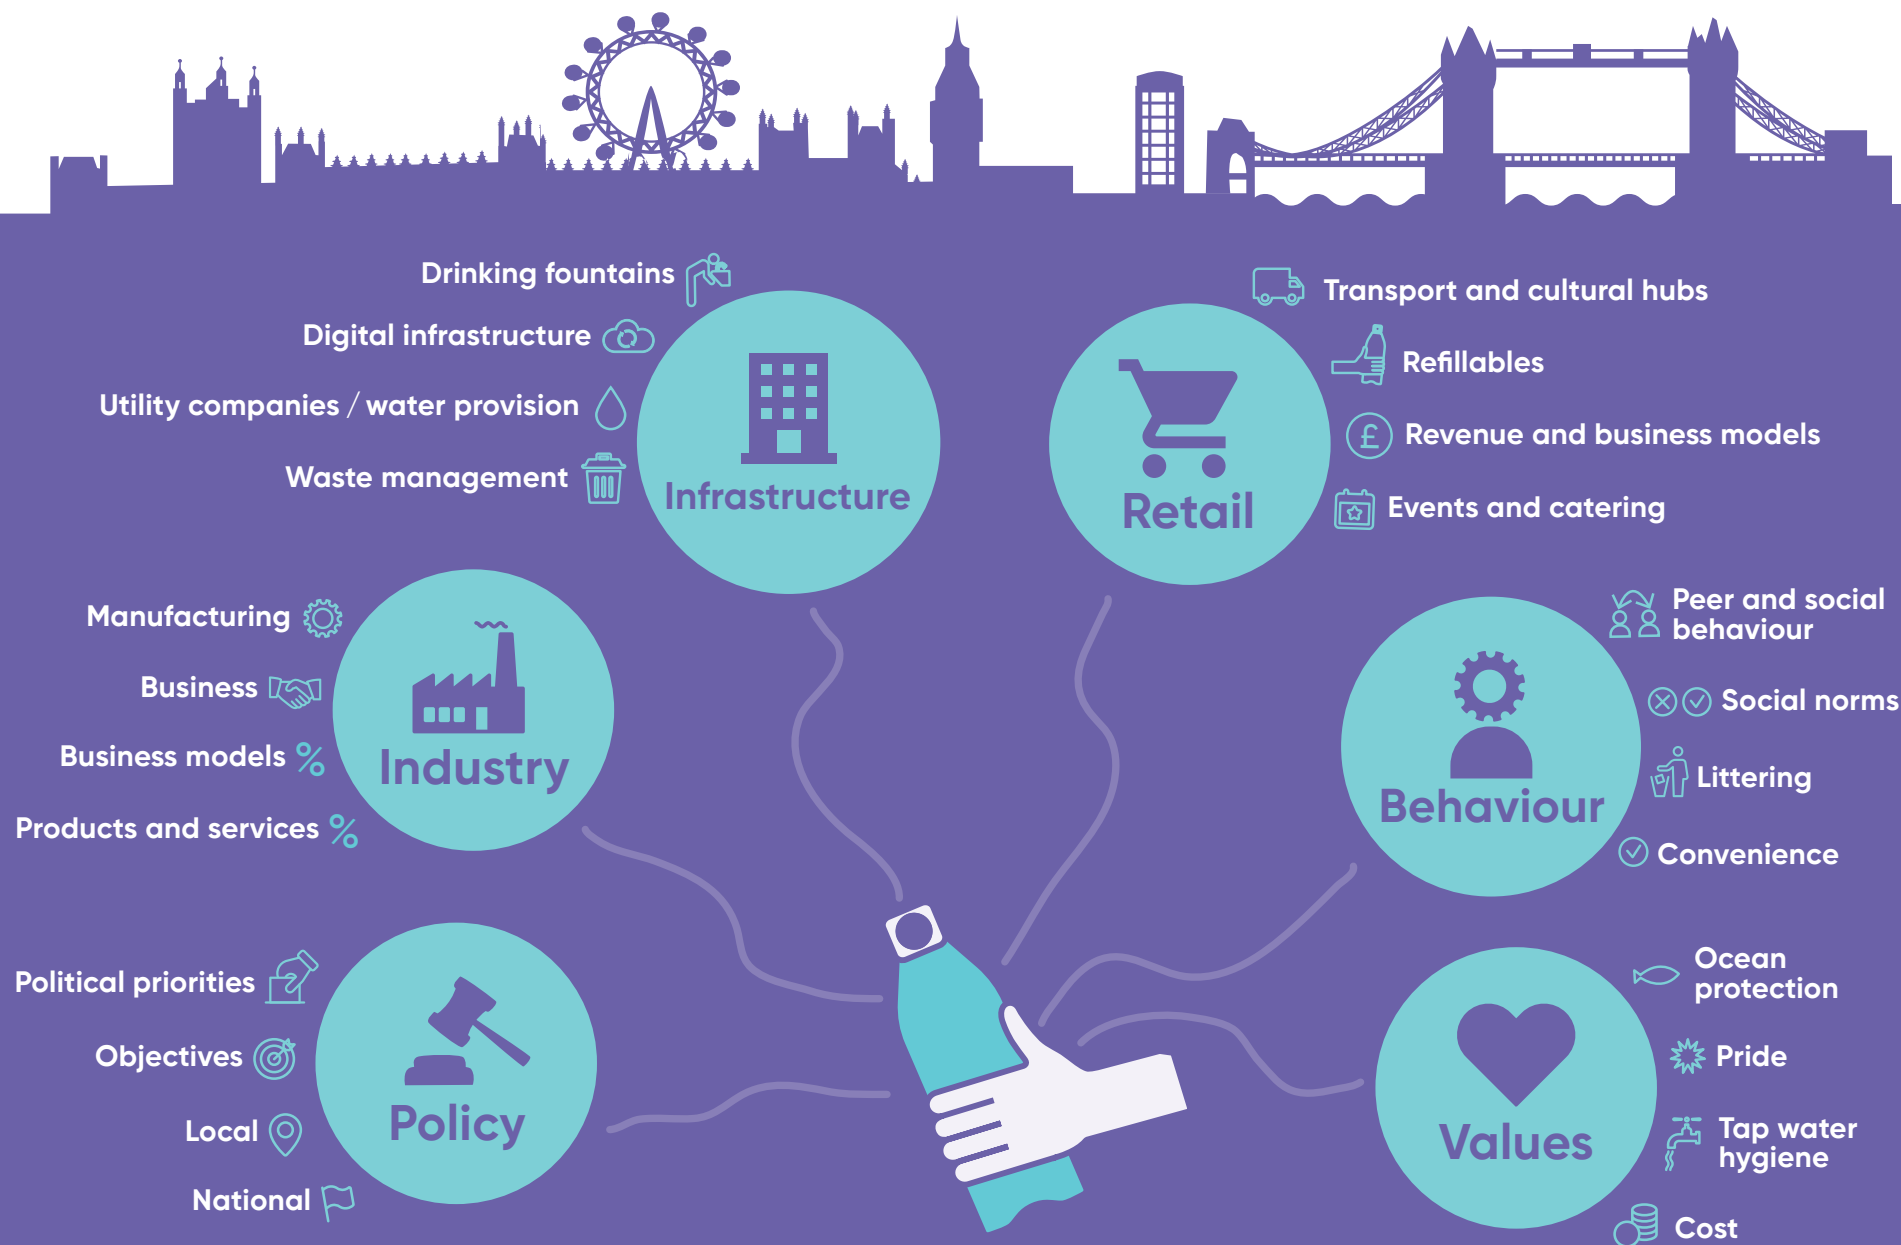 Drinking fountains
Digital infrastructure
Utility companies / water provision
Waste management
Infrastructure
Transport and cultural hubs
Refillables
£
Revenue and business models
Events and catering
Retail
Manufacturing
Business
Business models %
Products and services %
Industry
Peer and social
behaviour
Social norms
Littering
Convenience
Behaviour
Political priorities
Objectives
Local
National
Policy
Ocean
protection
Pride
Tap water
hygiene
Cost
Values